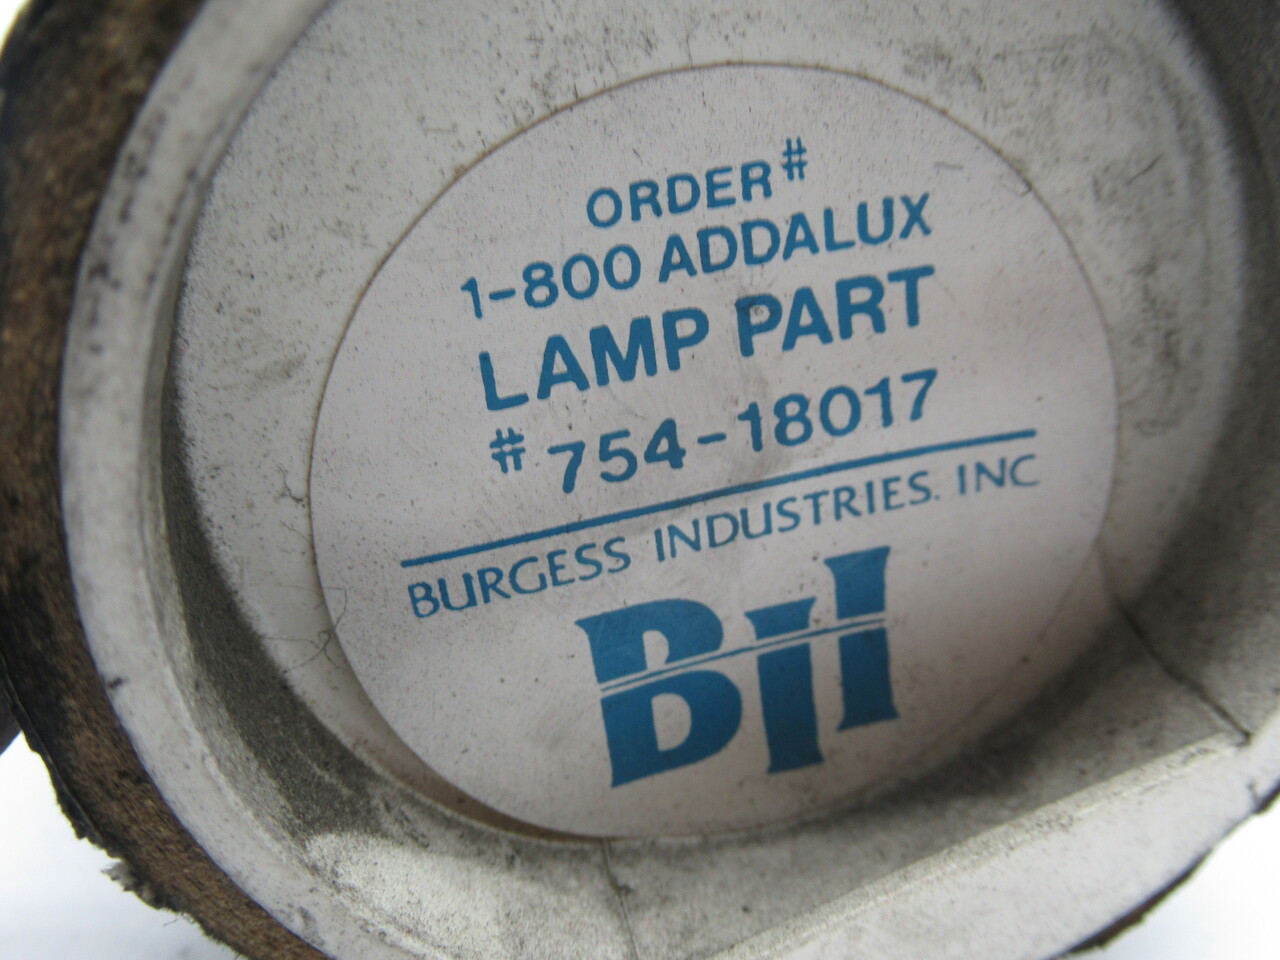 ORDER #
1-800 ADDALUX
LAMP PART
# 754-18017
BURGESS INDUSTRIES. INC
BII